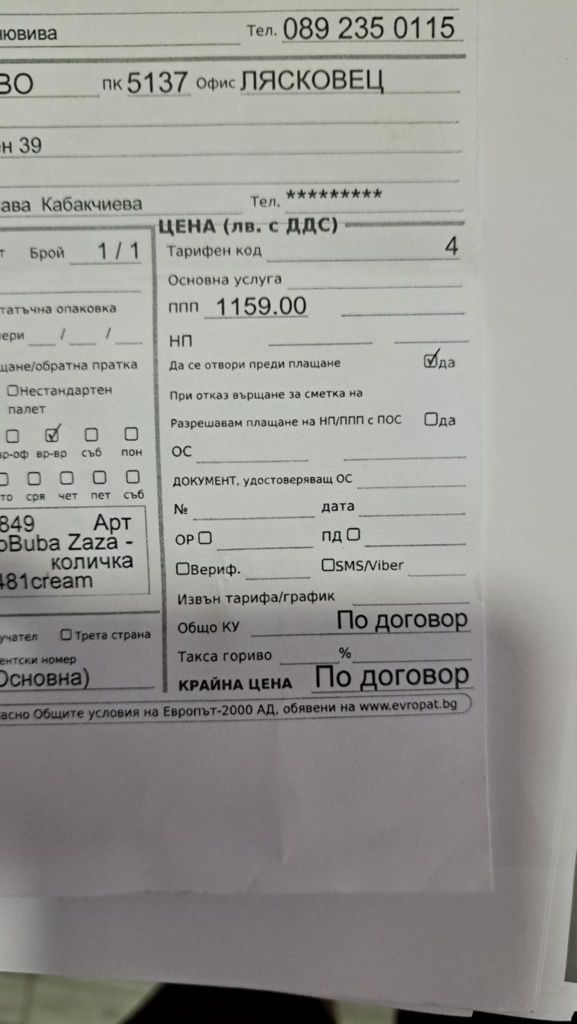 Тел. 089 235 0115
ВО пк 5137 Офис ЛЯСКОВЕЦ
39
Кабакчиева Тел. *********
ЦЕНА (лв. с ДДС)
Брой 1 / 1 Тарифен код 4
Основна услуга
опаковка ППП 1159.00
/ / НП
/обратна пратка Да се отвори преди плащане да
Нестандартен При отказ връщане за сметка на
палет Разрешавам плащане на НП/ППП с ПОС да
вр-вр съб пон ОС
ДОКУМЕНТ, удостоверяващ ОС
сря чет пет съб № дата
849 Арт ОР ПД
Buba Zaza -
количка Вериф. SMS/Viber
481cream Извън тарифа/график
Общо КУ По договор
Трета страна Такса гориво %
номер
Основна) КРАЙНА ЦЕНА По договор
Общите условия на Европът-2000 АД, обявени на www.evropat.bg